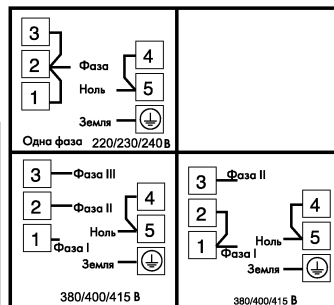 3
2
1
Фаза
Ноль
4
5
Земля
Одна фаза 220/230/240 В
3
Фаза III
2
Фаза II
1
Фаза I
4
Ноль
5
Земля
380/400/415 В
3
Фаза II
2
1
Фаза I
4
Ноль
5
Земля
380/400/415 В